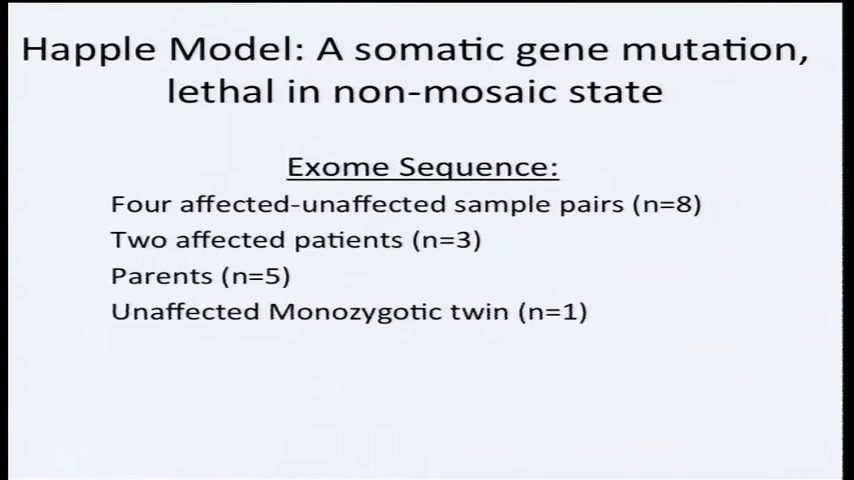 Happle Model: A somatic gene mutation,
lethal in non-mosaic state
Exome Sequence:
Four affected-unaffected sample pairs (n=8)
Two affected patients (n=3)
Parents (n=5)
Unaffected Monozygotic twin (n=1)